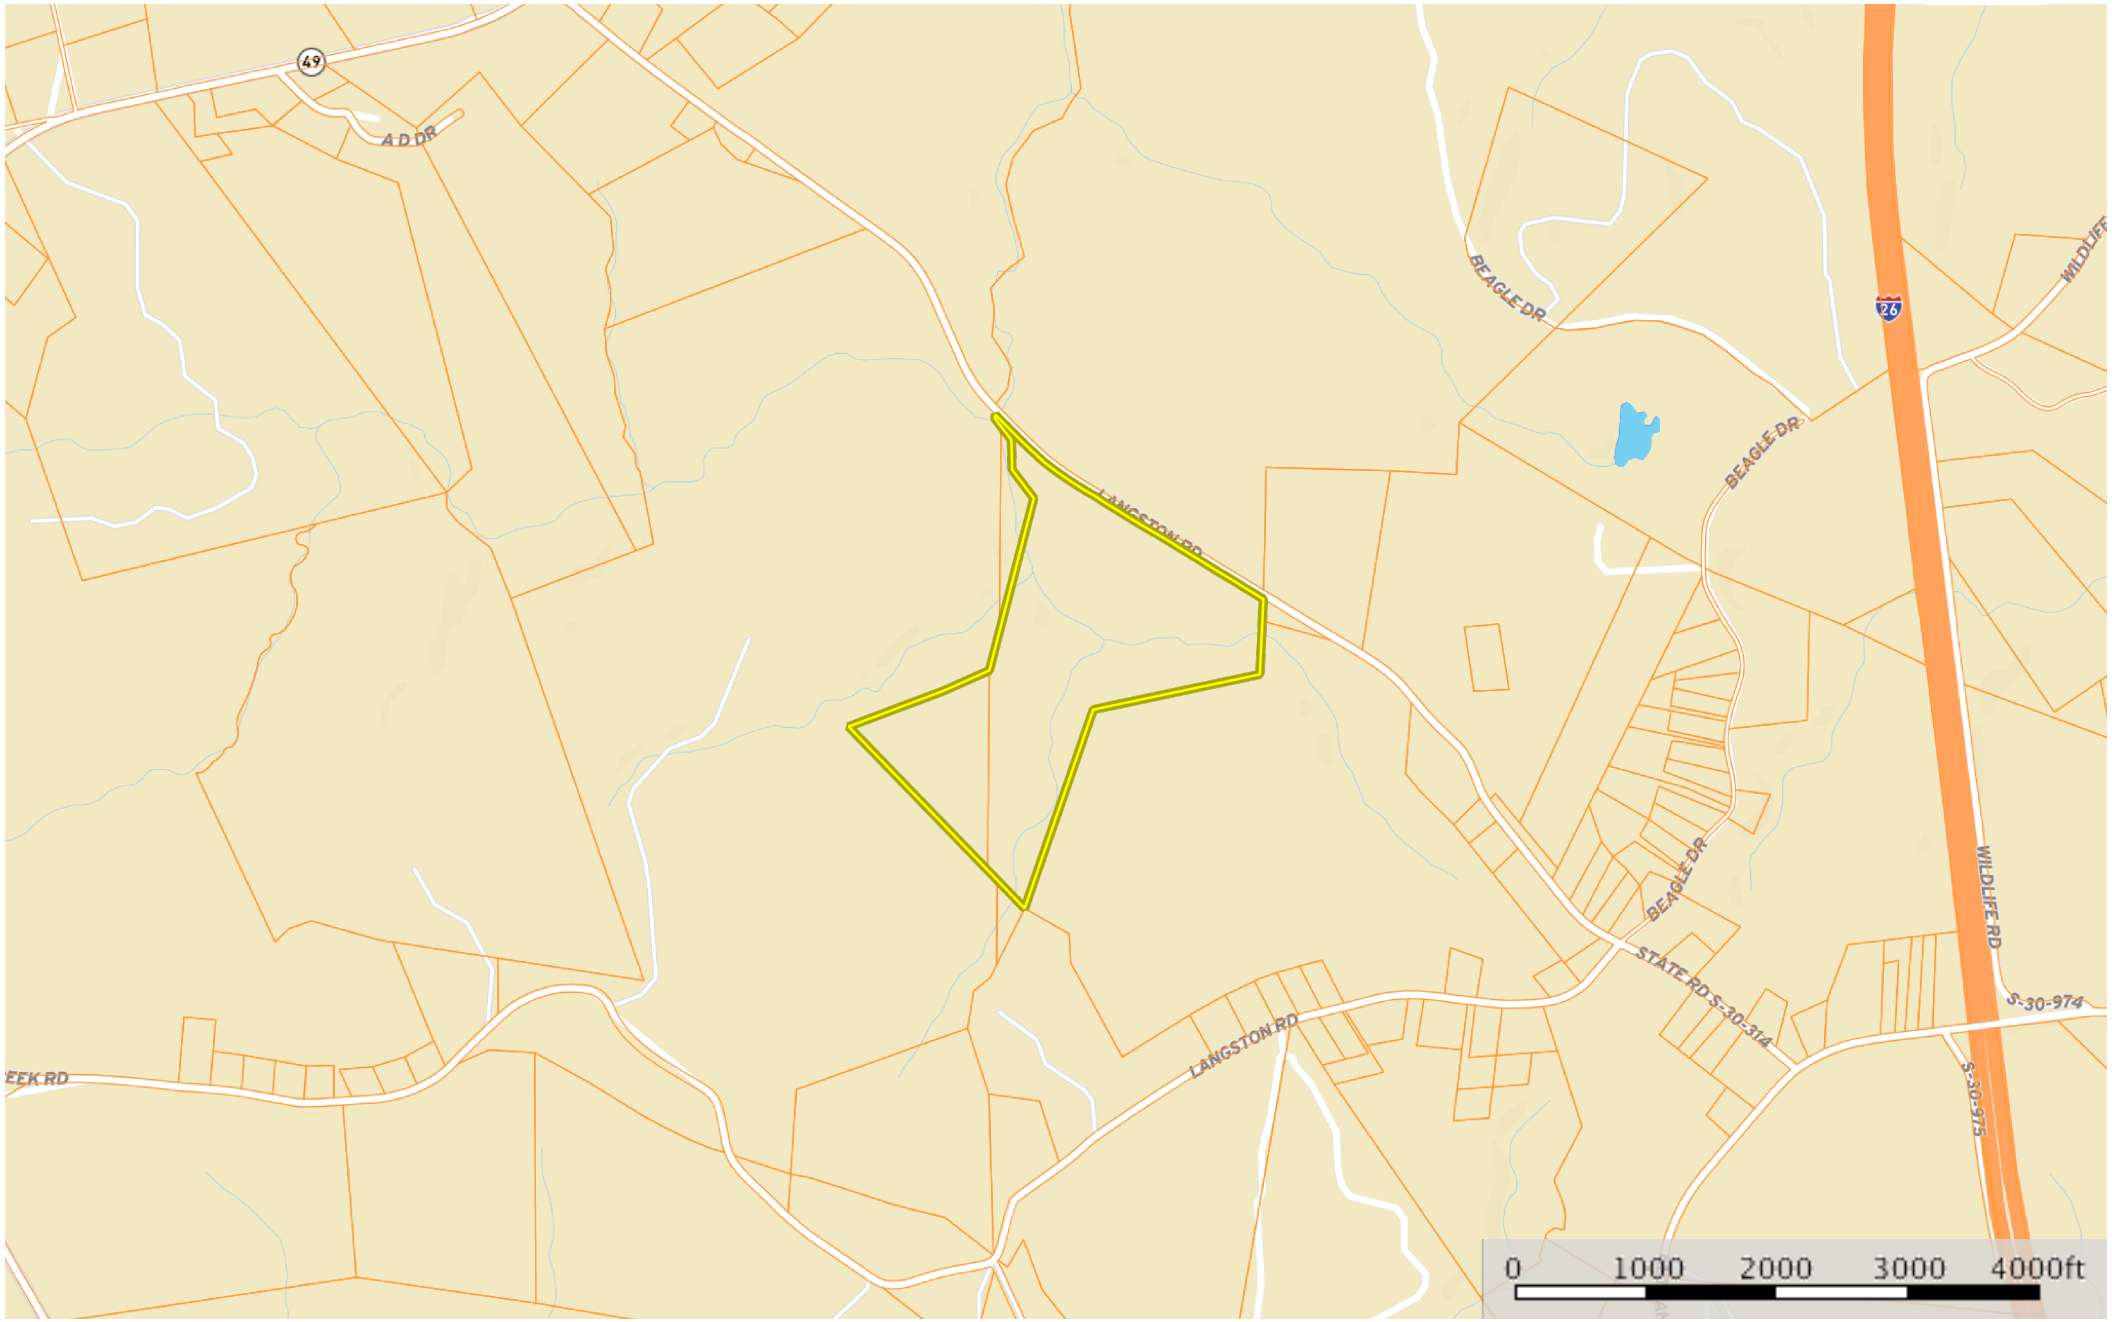 49
A D DR
WILDLIFE
BEAGLE DR
26
BEAGLE DR
LANGSTON RD
BEAGLE DR
WILDLIFE RD
STATE RD S-30-314
S-30-974
LANGSTON RD
EEK RD
S-30-975
0 1000 2000 3000 4000ft